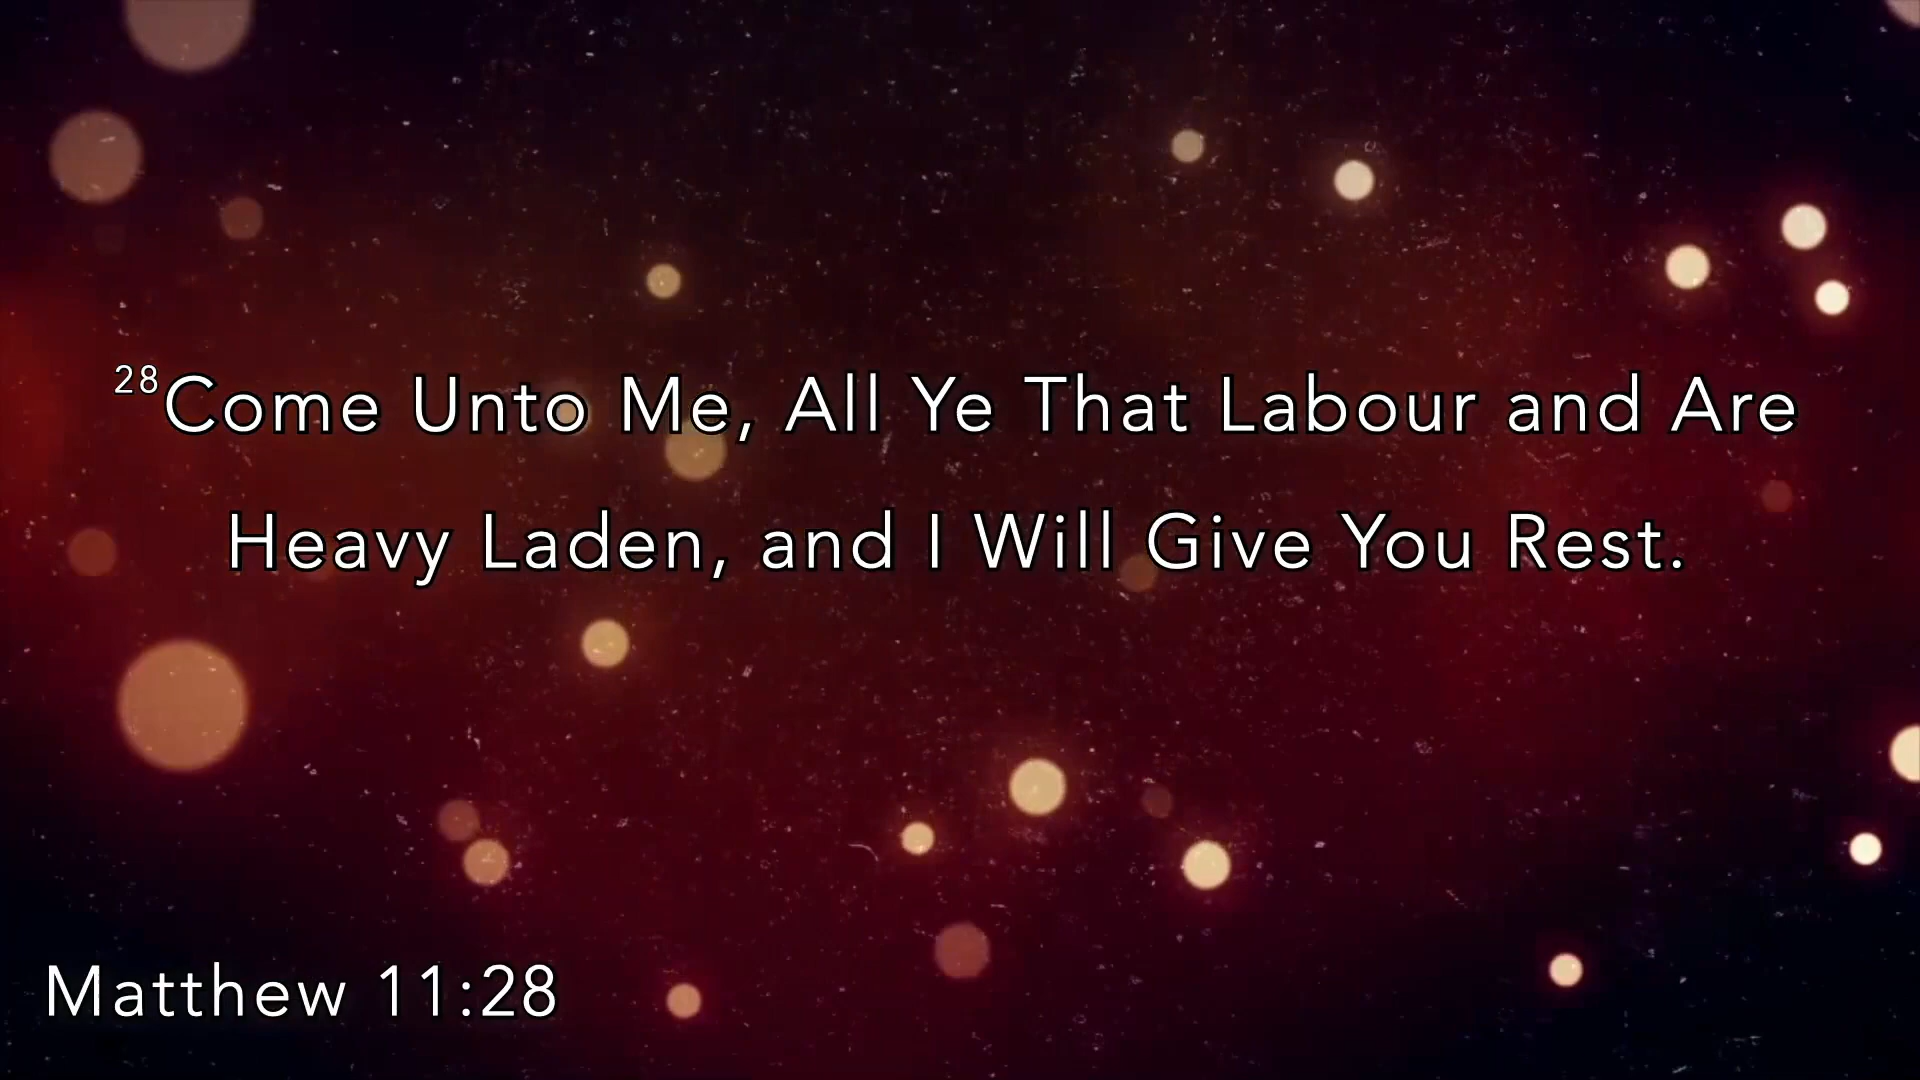 28Come Unto Me, All Ye That Labour and Are
Heavy Laden, and I Will Give You Rest.
Matthew 11:28